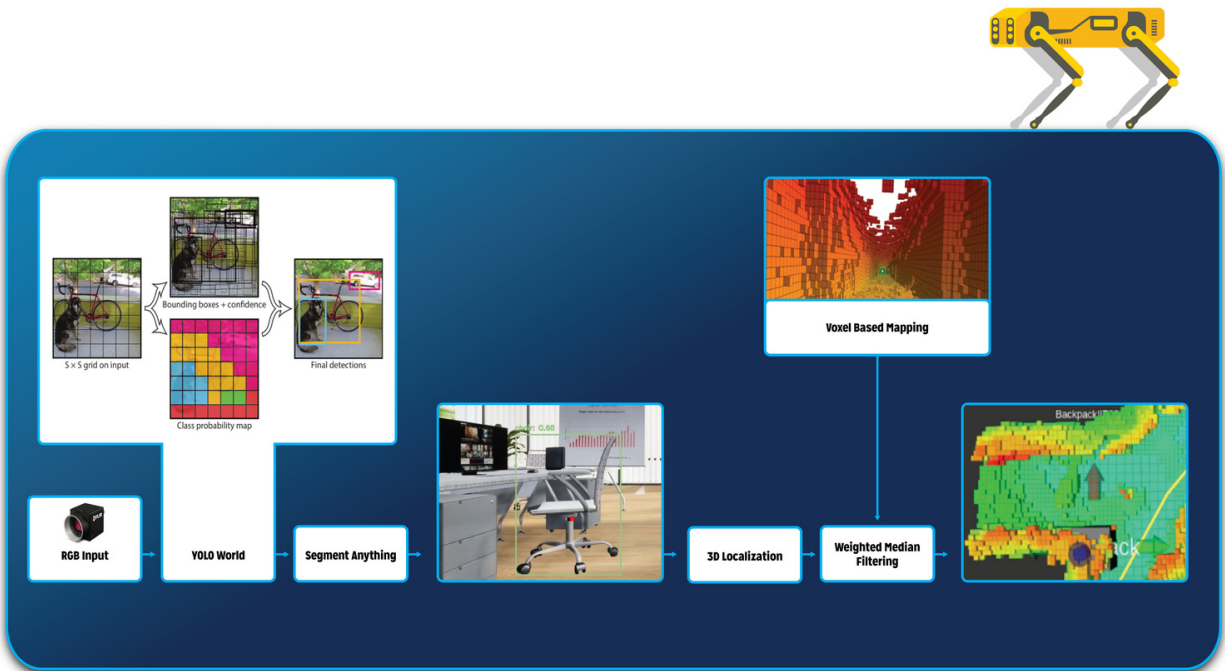 S × S grid on input
Bounding boxes + confidence
Class probability map
Final detections
Voxel Based Mapping
RGB Input
YOLO World
Segment Anything
3D Localization
Weighted Median
Filtering